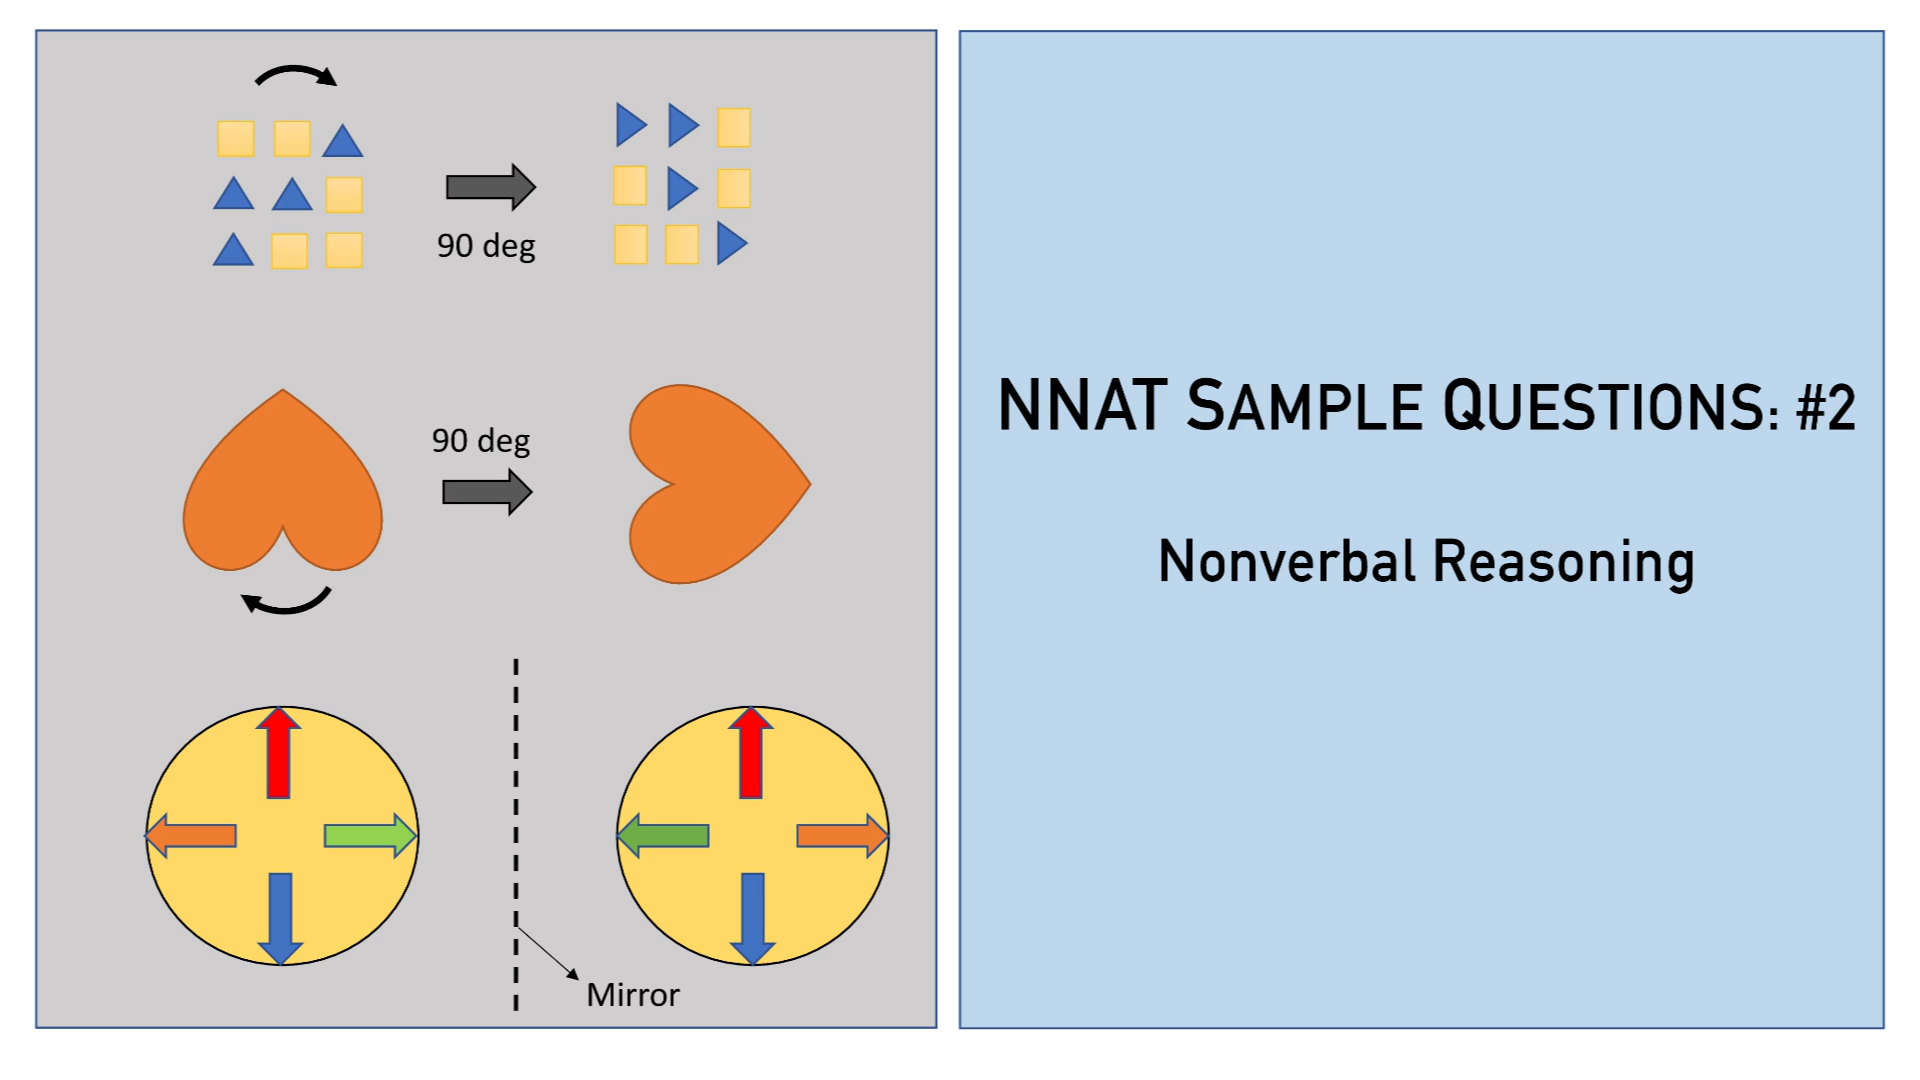 90 deg
90 deg
Mirror
NNAT SAMPLE QUESTIONS: #2
Nonverbal Reasoning